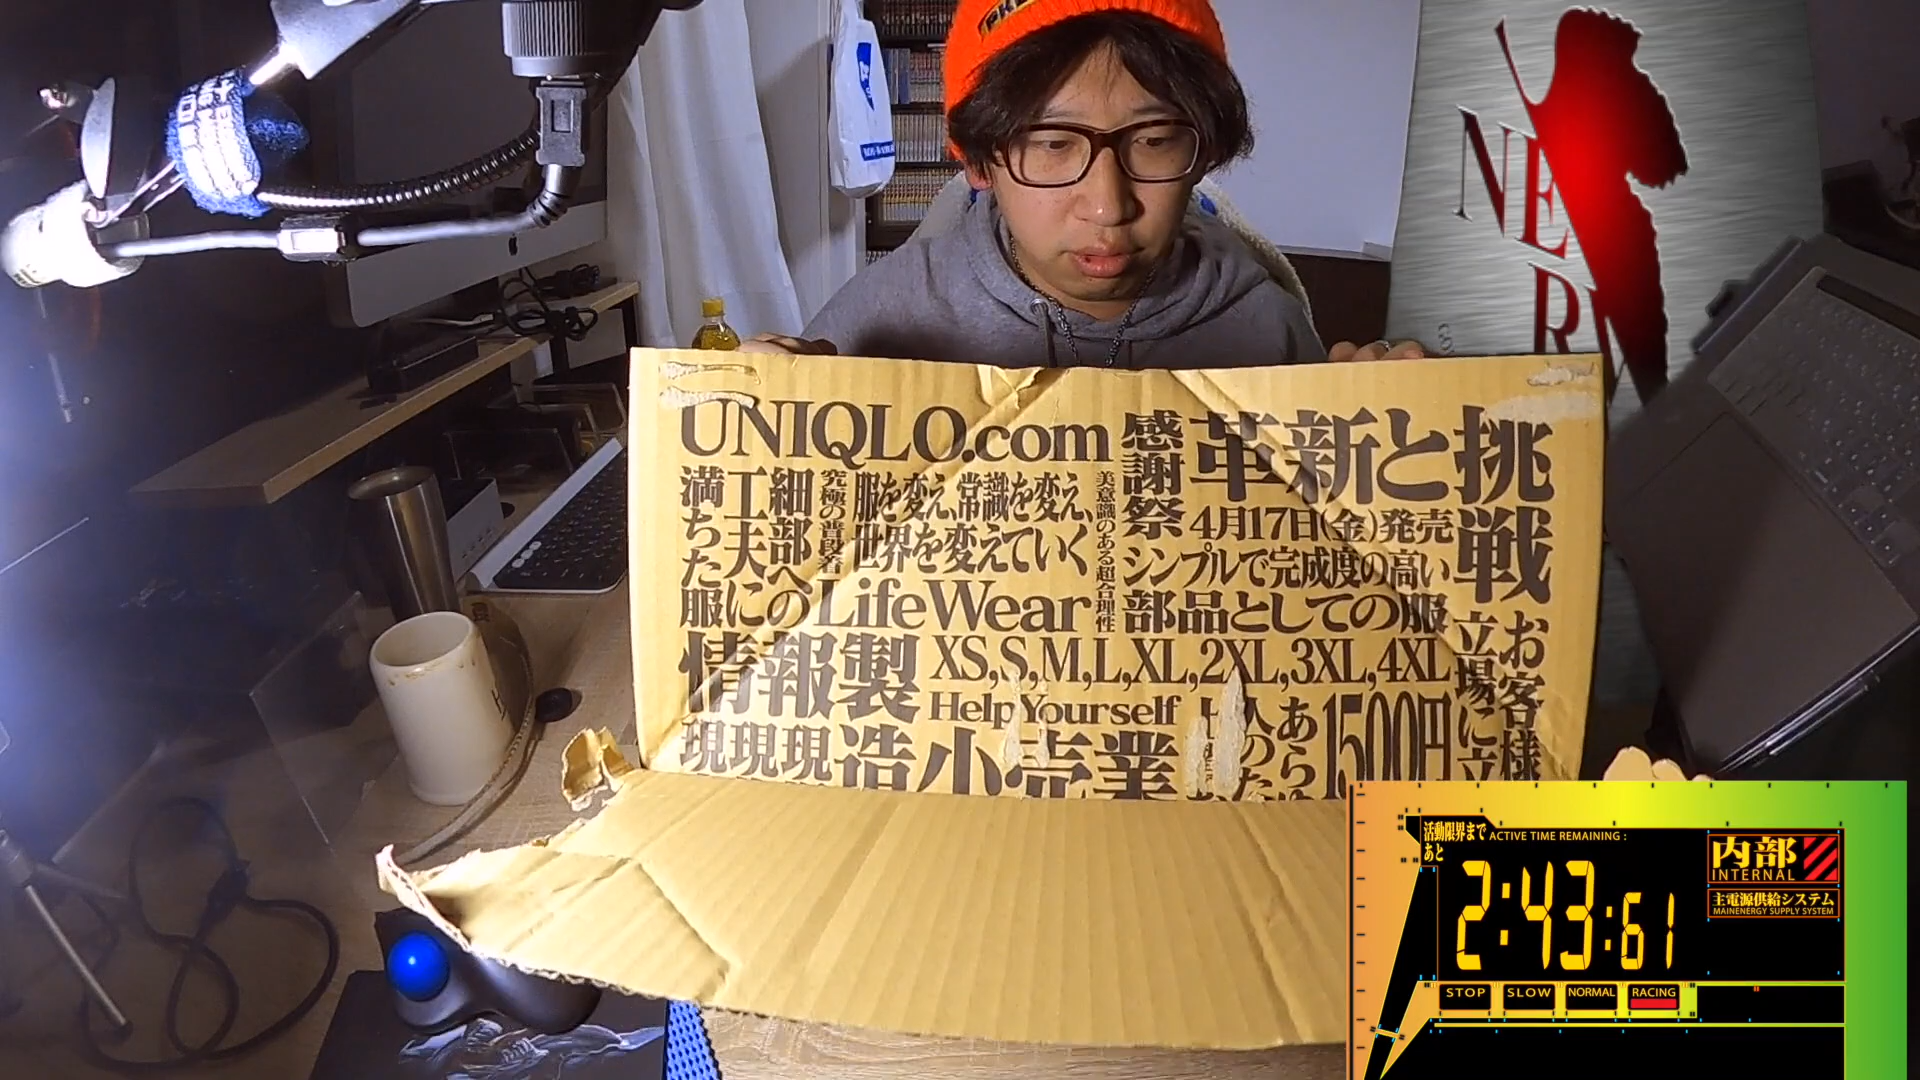 UNIQLO.com
感謝祭
革新と挑戦
満ちた服に
工夫
細部への
究極の普段着
服を変え、常識を変え、
世界を変えていく
美意識のある超合理性
4月17日(金)発売
シンプルで完成度の高い
部品としての服
LifeWear
情報製
造小売業
XS,S,M,L,XL,2XL,3XL,4XL
Help Yourself
現現現
1500円
お客様
立場に立
NERV
活動限界まで
あと
ACTIVE TIME REMAINING :
2:43:61
内部
INTERNAL
主電源供給システム
MAINENERGY SUPPLY SYSTEM
STOP
SLOW
NORMAL
RACING